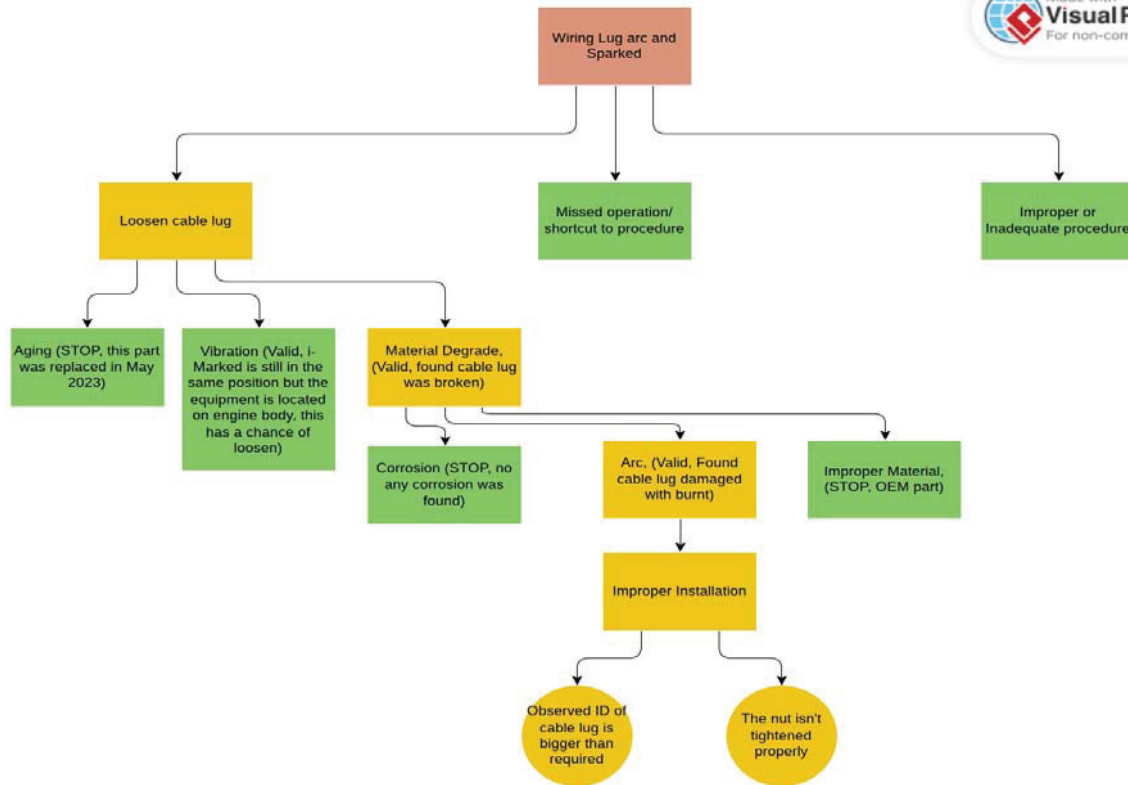 Visual
For non-com
Wiring Lug arc and
Sparked
Loosen cable lug
Missed operation/
shortcut to procedure
Improper or
Inadequate procedure
Aging (STOP, this part
was replaced in May
2023)
Vibration (Valid, i-
Marked is still in the
same position but the
equipment is located
on engine body, this
has a chance of
loosen)
Material Degrade,
(Valid, found cable lug
was broken)
Corrosion (STOP, no
any corrosion was
found)
Arc, (Valid, Found
cable lug damaged
with burnt)
Improper Material,
(STOP, OEM part)
Improper Installation
Observed ID of
cable lug is
bigger than
required
The nut isn't
tightened
properly